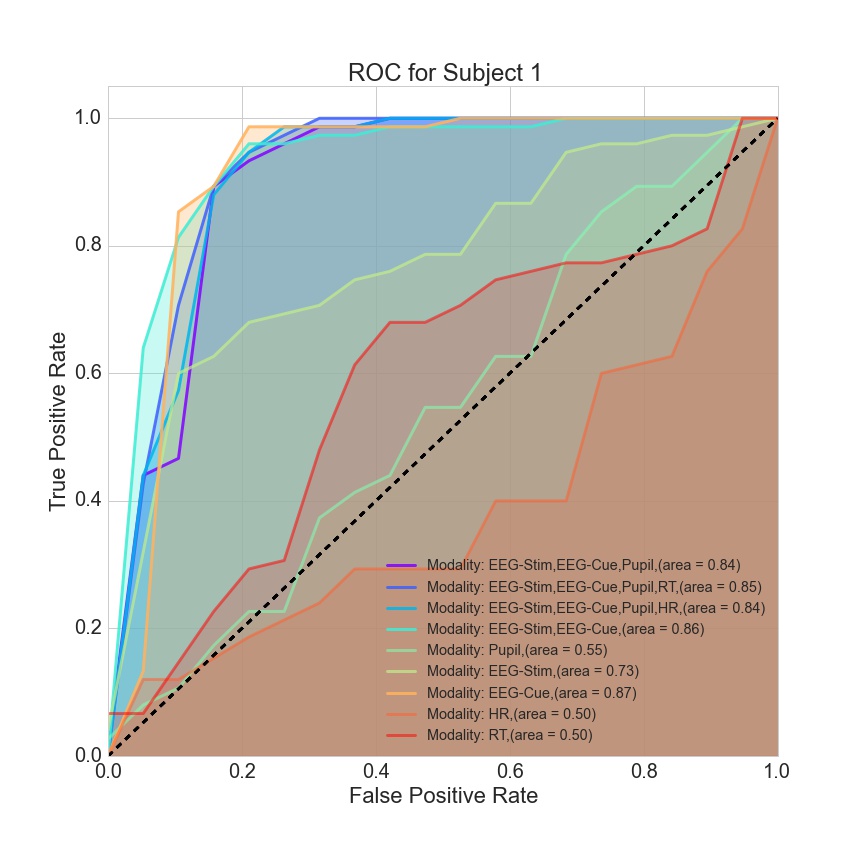 ROC for Subject 1
1.0
0.8
0.6
0.4
0.2
0.0
True Positive Rate
Modality: EEG-Stim,EEG-Cue,Pupil,(area = 0.84)
Modality: EEG-Stim,EEG-Cue,Pupil,RT,(area = 0.85)
Modality: EEG-Stim,EEG-Cue,Pupil,HR,(area = 0.84)
Modality: EEG-Stim,EEG-Cue,(area = 0.86)
Modality: Pupil,(area = 0.55)
Modality: EEG-Stim,(area = 0.73)
Modality: EEG-Cue,(area = 0.87)
Modality: HR,(area = 0.50)
Modality: RT,(area = 0.50)
0.0 0.2 0.4 0.6 0.8 1.0
False Positive Rate